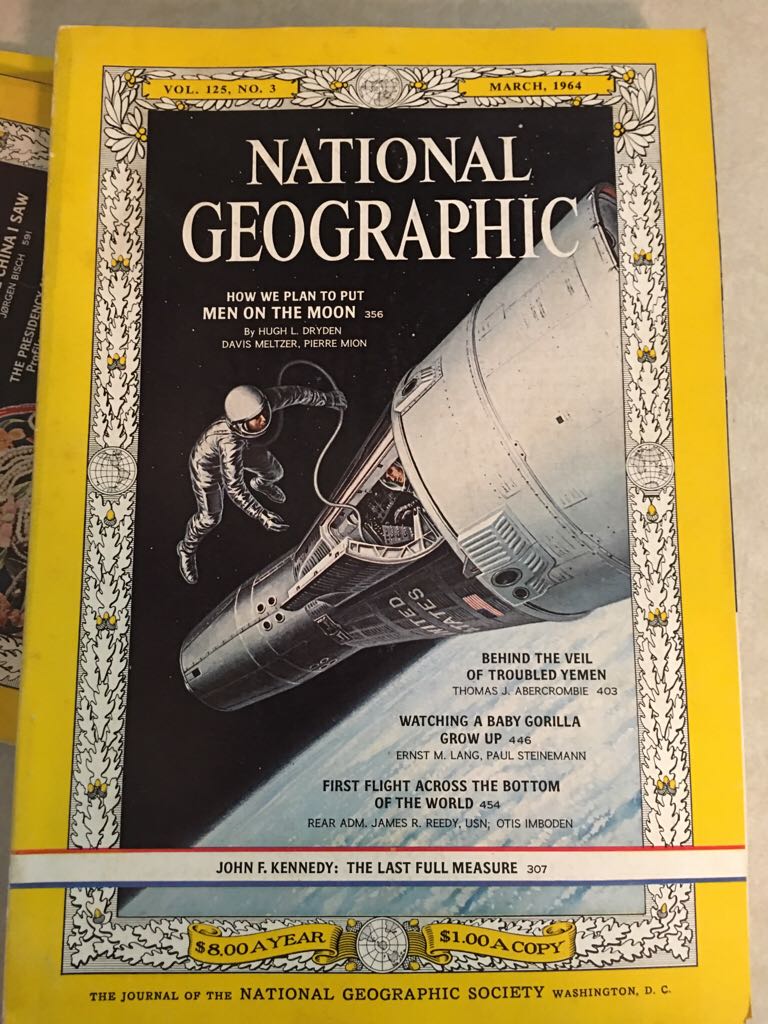 VOL. 125, NO. 3
MARCH, 1964
NATIONAL
GEOGRAPHIC
HOW WE PLAN TO PUT
MEN ON THE MOON 356
By HUGH L. DRYDEN
DAVIS MELTZER, PIERRE MION
UNITED
STATES
BEHIND THE VEIL
OF TROUBLED YEMEN
THOMAS J. ABERCROMBIE 403
WATCHING A BABY GORILLA
GROW UP 446
ERNST M. LANG, PAUL STEINEMANN
FIRST FLIGHT ACROSS THE BOTTOM
OF THE WORLD 454
REAR ADM. JAMES R. REEDY, USN; OTIS IMBODEN
JOHN F. KENNEDY: THE LAST FULL MEASURE 307
$8.00 A YEAR
$1.00 A COPY
THE JOURNAL OF THE NATIONAL GEOGRAPHIC SOCIETY WASHINGTON, D. C.
CHINA I SAW
JØRGEN BISCH 591
THE PRESIDENCY